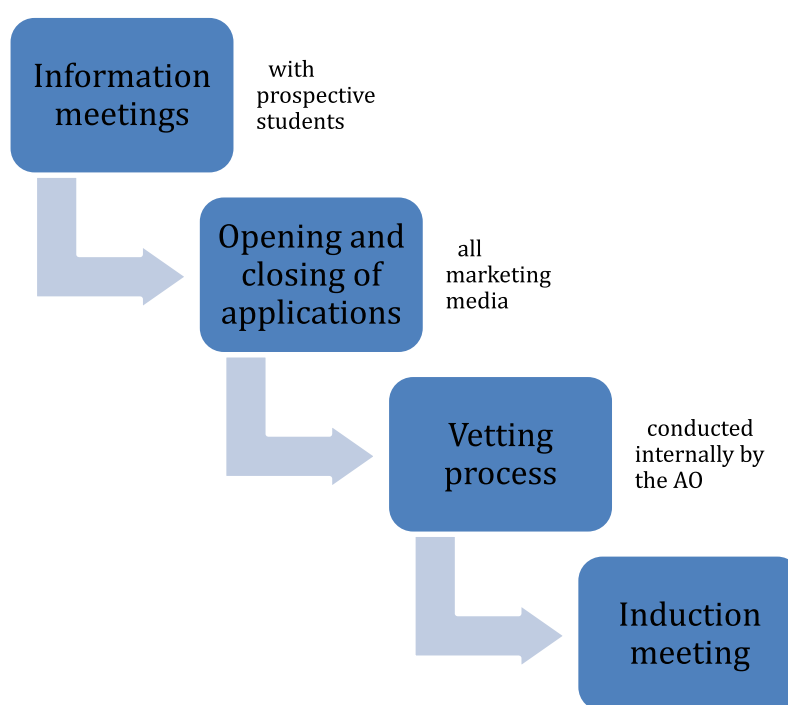 Information
meetings
with
prospective
students
Opening and
closing of
applications
all
marketing
media
Vetting
process
conducted
internally by
the AO
Induction
meeting